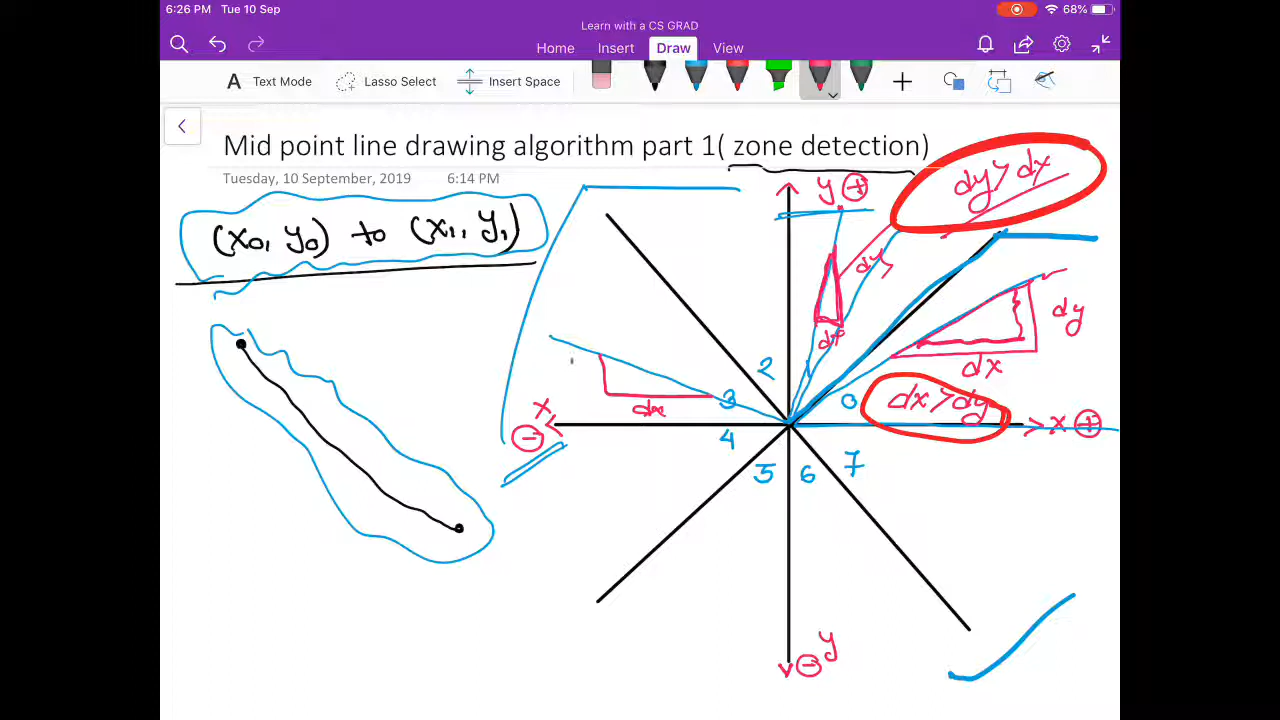 6:26 PM Tue 10 Sep
68%
Learn with a CS GRAD
Home Insert Draw View
A Text Mode Lasso Select Insert Space
Mid point line drawing algorithm part 1( zone detection)
Tuesday, 10 September, 2019 6:14 PM
dy > dx
y +
(x0, y0) to (x1, y1)
dy
dx
dy
dx
2 1
3 0
dx
dx > dy
x -
x +
4
5 6 7
- y